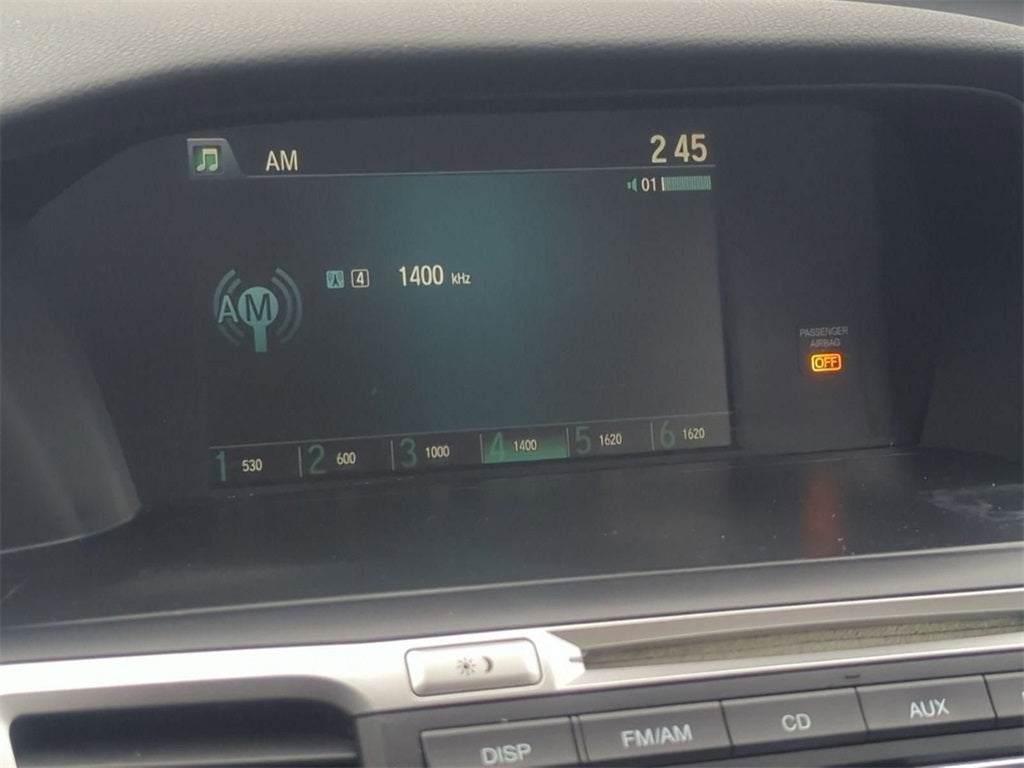 AM 2 45
01
AM 4 1400 kHz
PASSENGER
AIRBAG
OFF
1 530 2 600 3 1000 4 1400 5 1620 6 1620
DISP FM/AM CD AUX